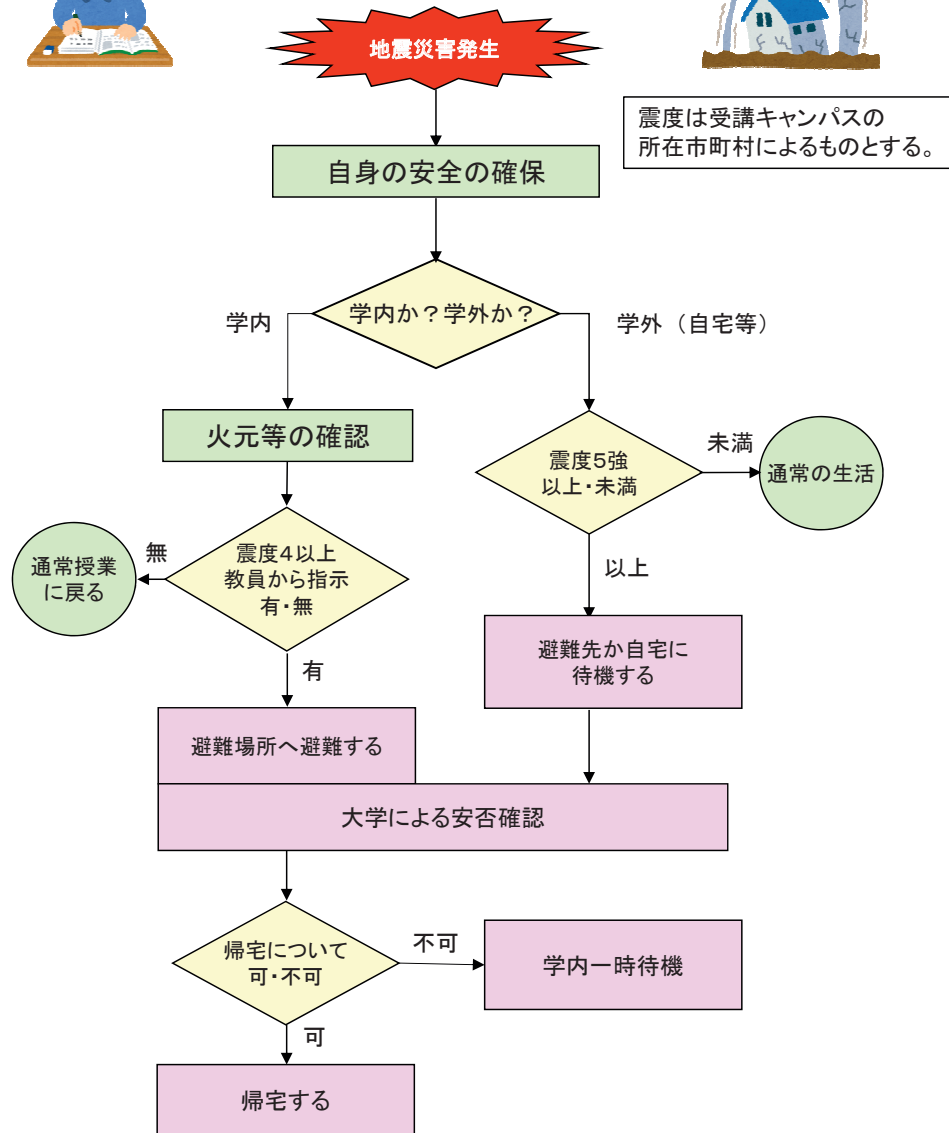 地震災害発生
震度は受講キャンパスの
所在市町村によるものとする。
自身の安全の確保
学内か？学外か？
学内
学外（自宅等）
火元等の確認
震度５強
以上・未満
未満
通常の生活
震度４以上
教員から指示
有・無
無
通常授業
に戻る
以上
有
避難先か自宅に
待機する
避難場所へ避難する
大学による安否確認
帰宅について
可・不可
不可
学内一時待機
可
帰宅する